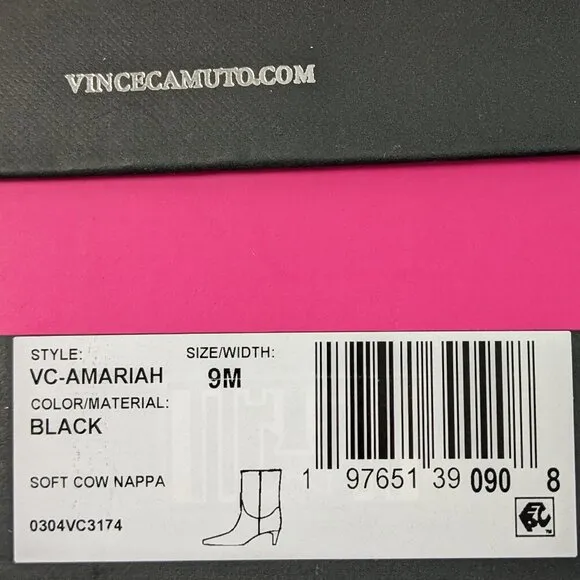 VINCECAMUTO.COM
STYLE: SIZE/WIDTH:
VC-AMARIAH 9M
COLOR/MATERIAL:
BLACK
SOFT COW NAPPA
1 97651 39 090 8
0304VC3174